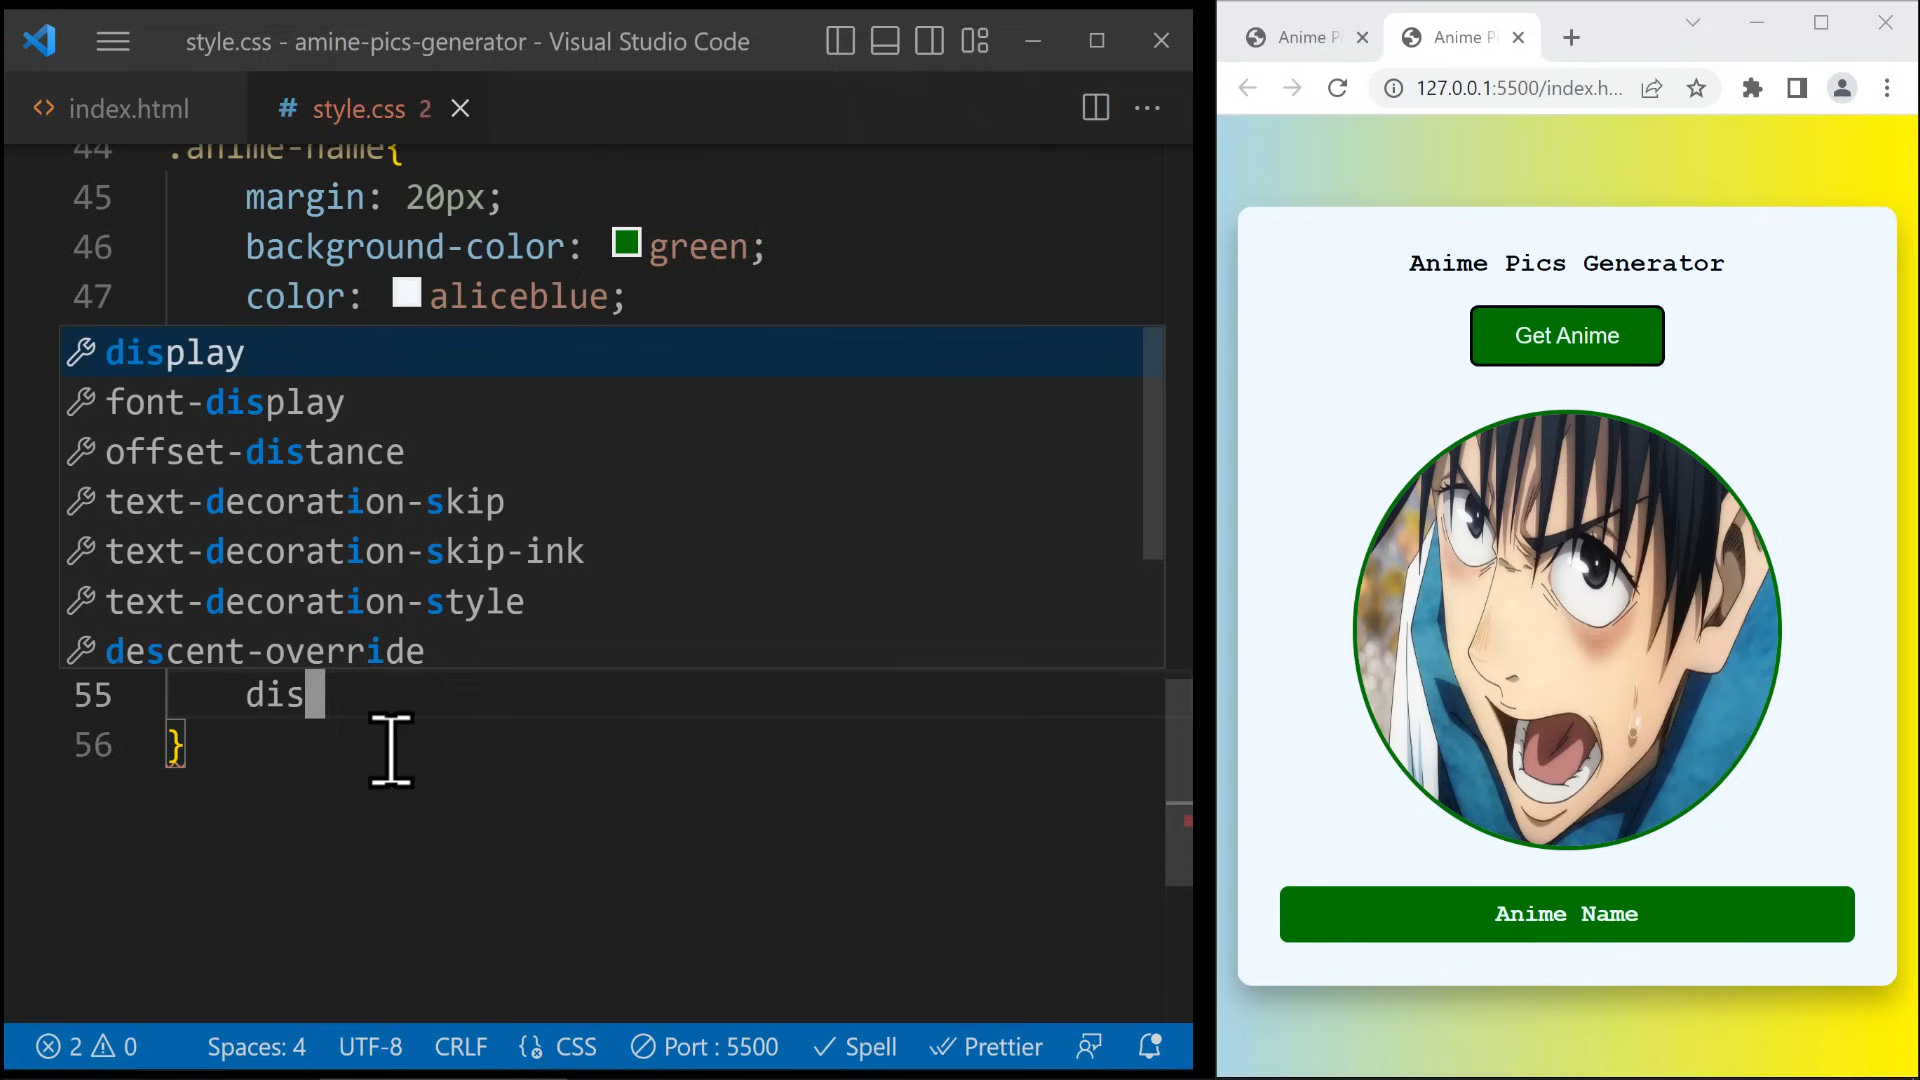 style.css - amine-pics-generator - Visual Studio Code
index.html
# style.css 2
44 .anime-name{
45 margin: 20px;
46 background-color: green;
47 color: aliceblue;
display
font-display
offset-distance
text-decoration-skip
text-decoration-skip-ink
text-decoration-style
descent-override
55 dis
56 }
2 0 Spaces: 4 UTF-8 CRLF {} CSS Port : 5500 Spell Prettier
Anime P
Anime P
127.0.0.1:5500/index.h...
Anime Pics Generator
Get Anime
Anime Name